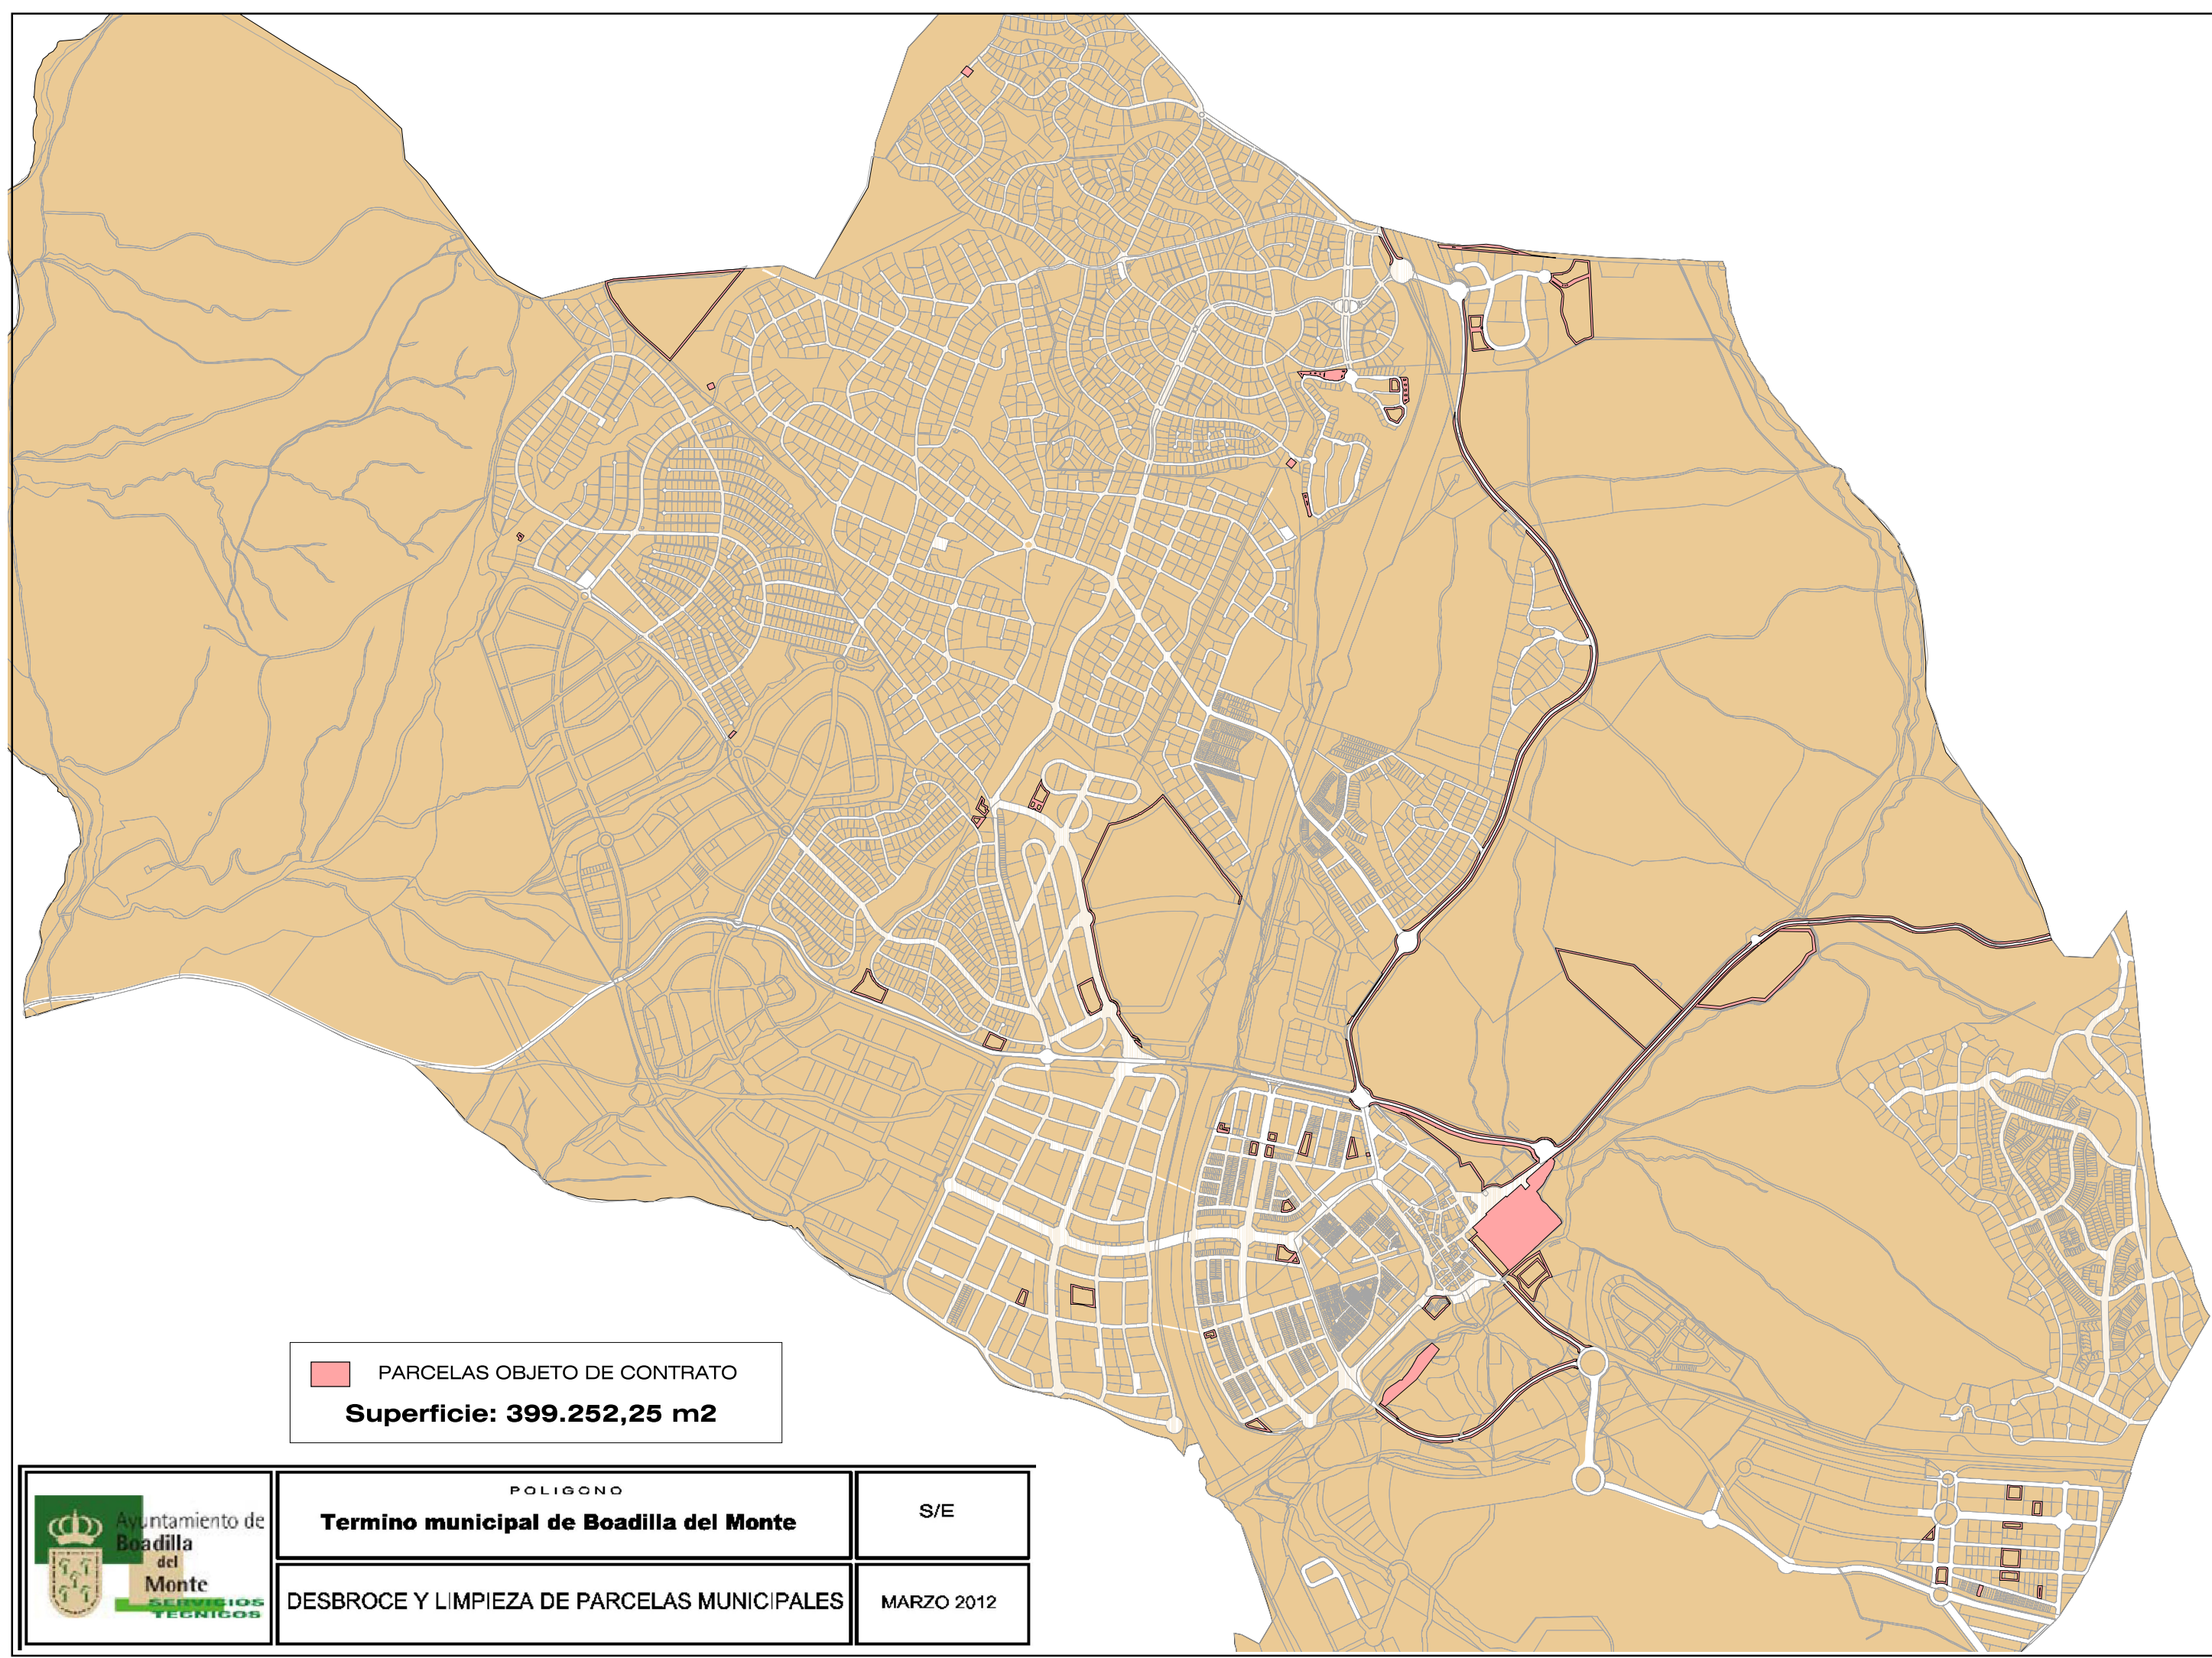 PARCELAS OBJETO DE CONTRATO
Superficie: 399.252,25 m2
Ayuntamiento de
Boadilla
del
Monte
SERVICIOS
TECNICOS
POLIGONO
Termino municipal de Boadilla del Monte
S/E
DESBROCE Y LIMPIEZA DE PARCELAS MUNICIPALES
MARZO 2012